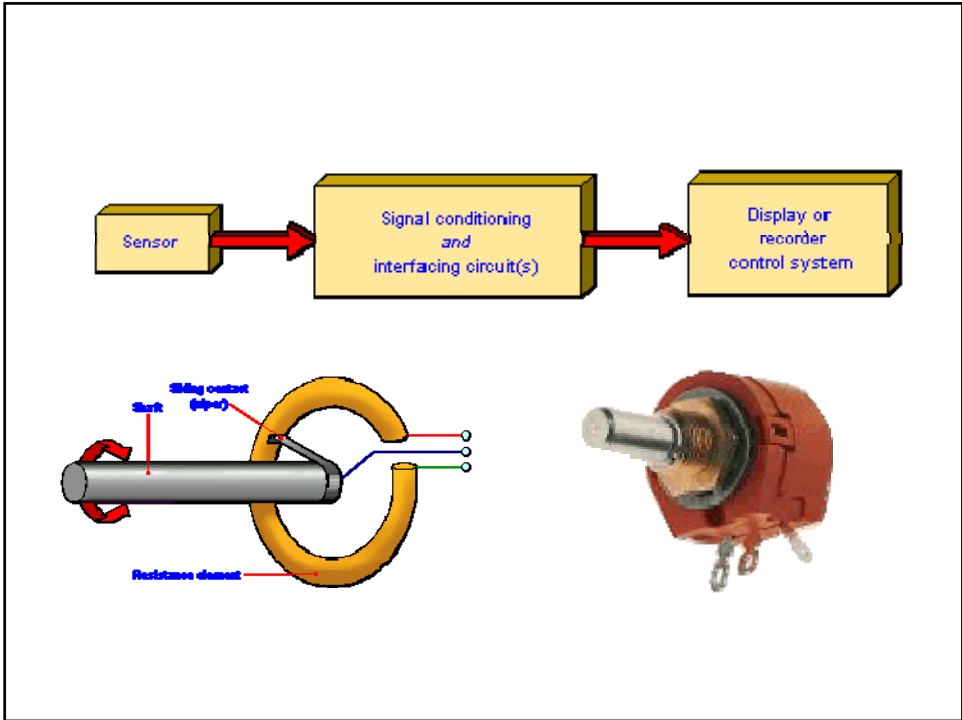 Sensor
Signal conditioning
and
interfacing circuit(s)
Display or
recorder
control system
Sliding contact
(wiper)
Shaft
Resistance element